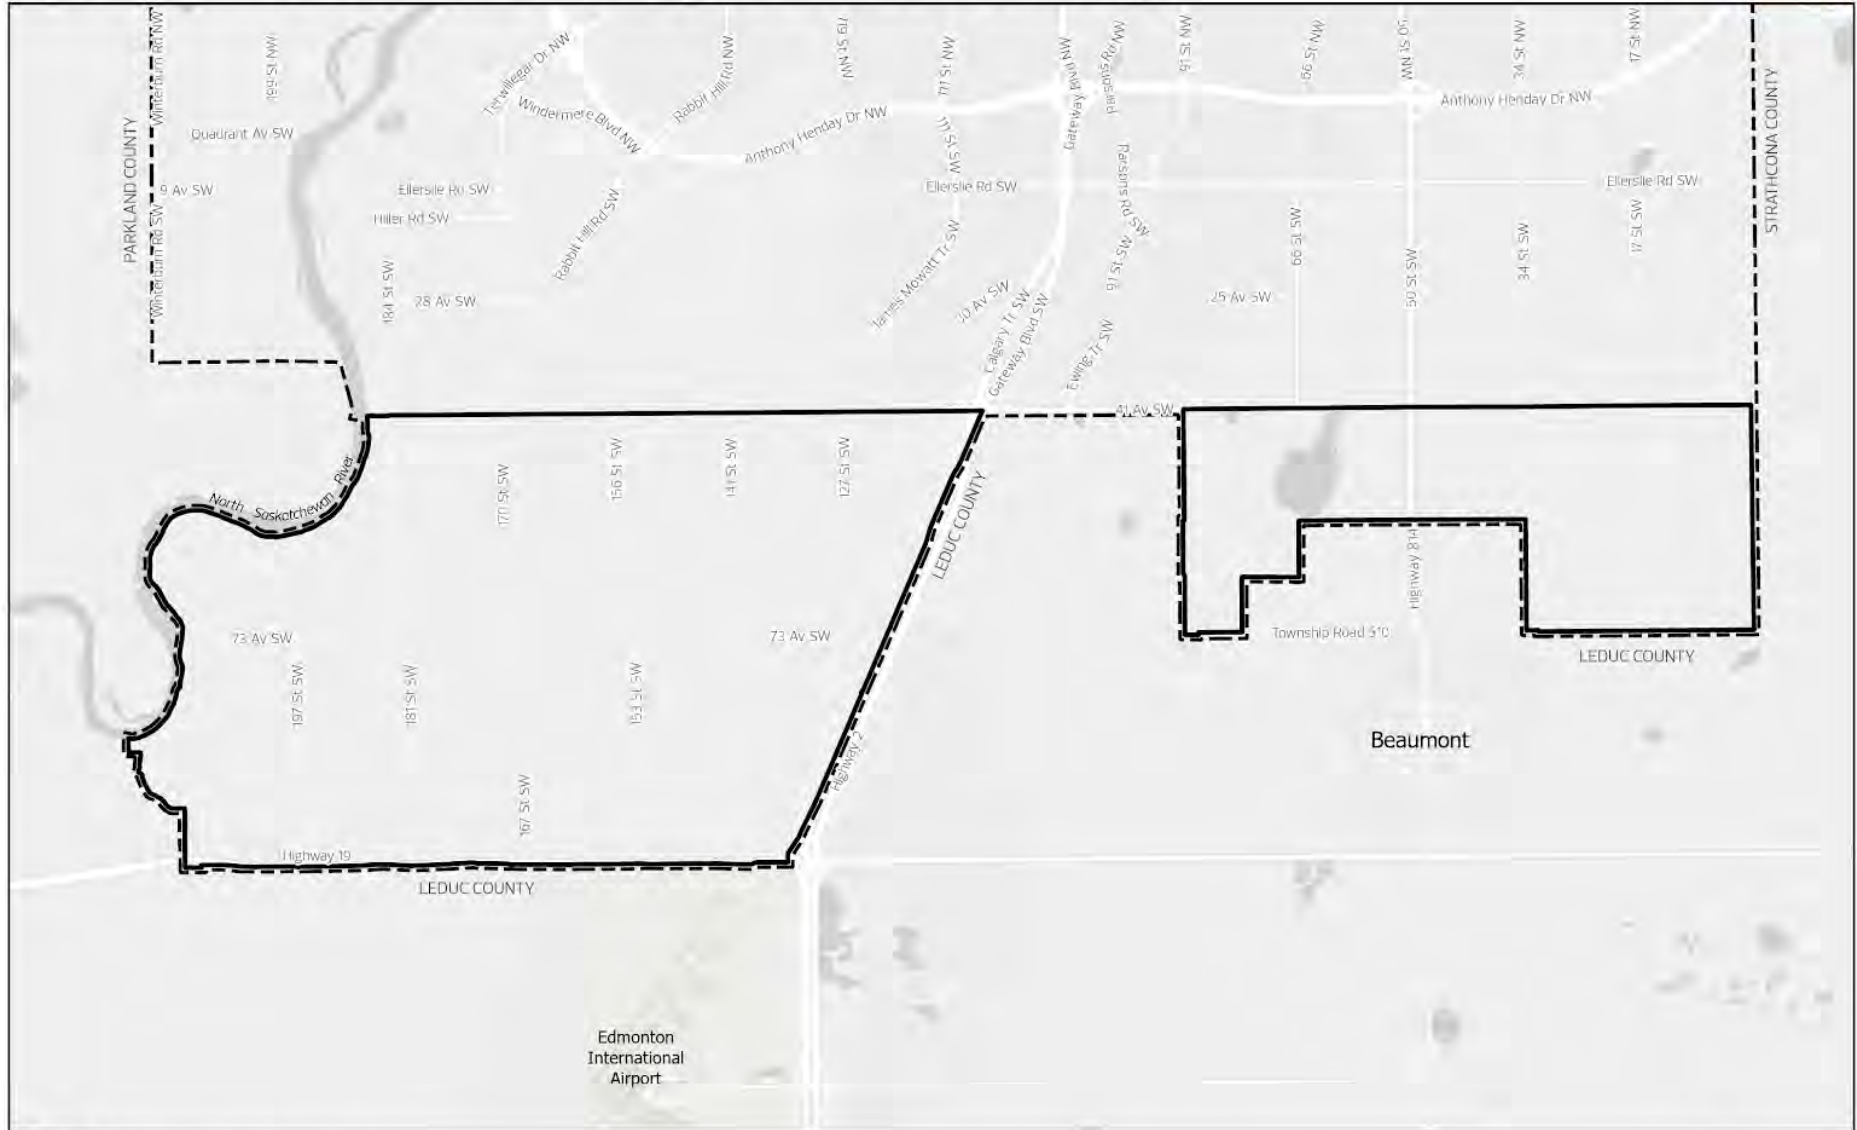 Winterburn Rd NW
199 St NW
Terwillegar Dr NW
Rabbit Hill Rd NW
119 St NW
111 St NW
Gateway Blvd NW
Parsons Rd NW
91 St NW
66 St NW
50 St NW
34 St NW
17 St NW
Windermere Blvd NW
Anthony Henday Dr NW
Anthony Henday Dr NW
Quadrant Av SW
PARKLAND COUNTY
STRATHCONA COUNTY
111 St SW
9 Av SW
Ellerslie Rd SW
Ellerslie Rd SW
Ellerslie Rd SW
Parsons Rd SW
Hiller Rd SW
Winterburn Rd SW
Rabbit Hill Rd SW
James Mowatt Tr SW
91 St SW
66 St SW
50 St SW
34 St SW
17 St SW
184 St SW
28 Av SW
30 Av SW
25 Av SW
Calgary Tr SW
Gateway Blvd SW
Ewing Tr SW
41 Av SW
North Saskatchewan River
170 St SW
156 St SW
141 St SW
127 St SW
LEDUC COUNTY
Highway 814
73 Av SW
73 Av SW
Township Road 510
LEDUC COUNTY
197 St SW
181 St SW
153 St SW
Highway 2
Beaumont
167 St SW
Highway 19
LEDUC COUNTY
Edmonton
International
Airport